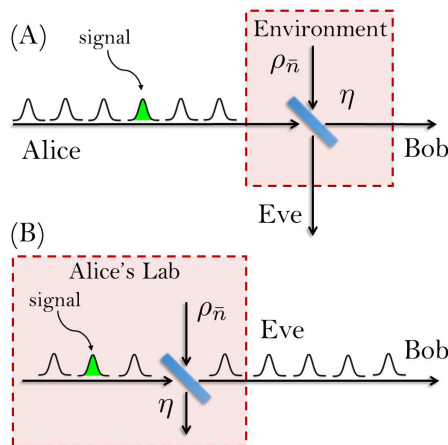 (A)
signal
Environment
ρn̄
η
Alice
Bob
Eve
(B)
Alice's Lab
signal
ρn̄
Eve
Bob
η